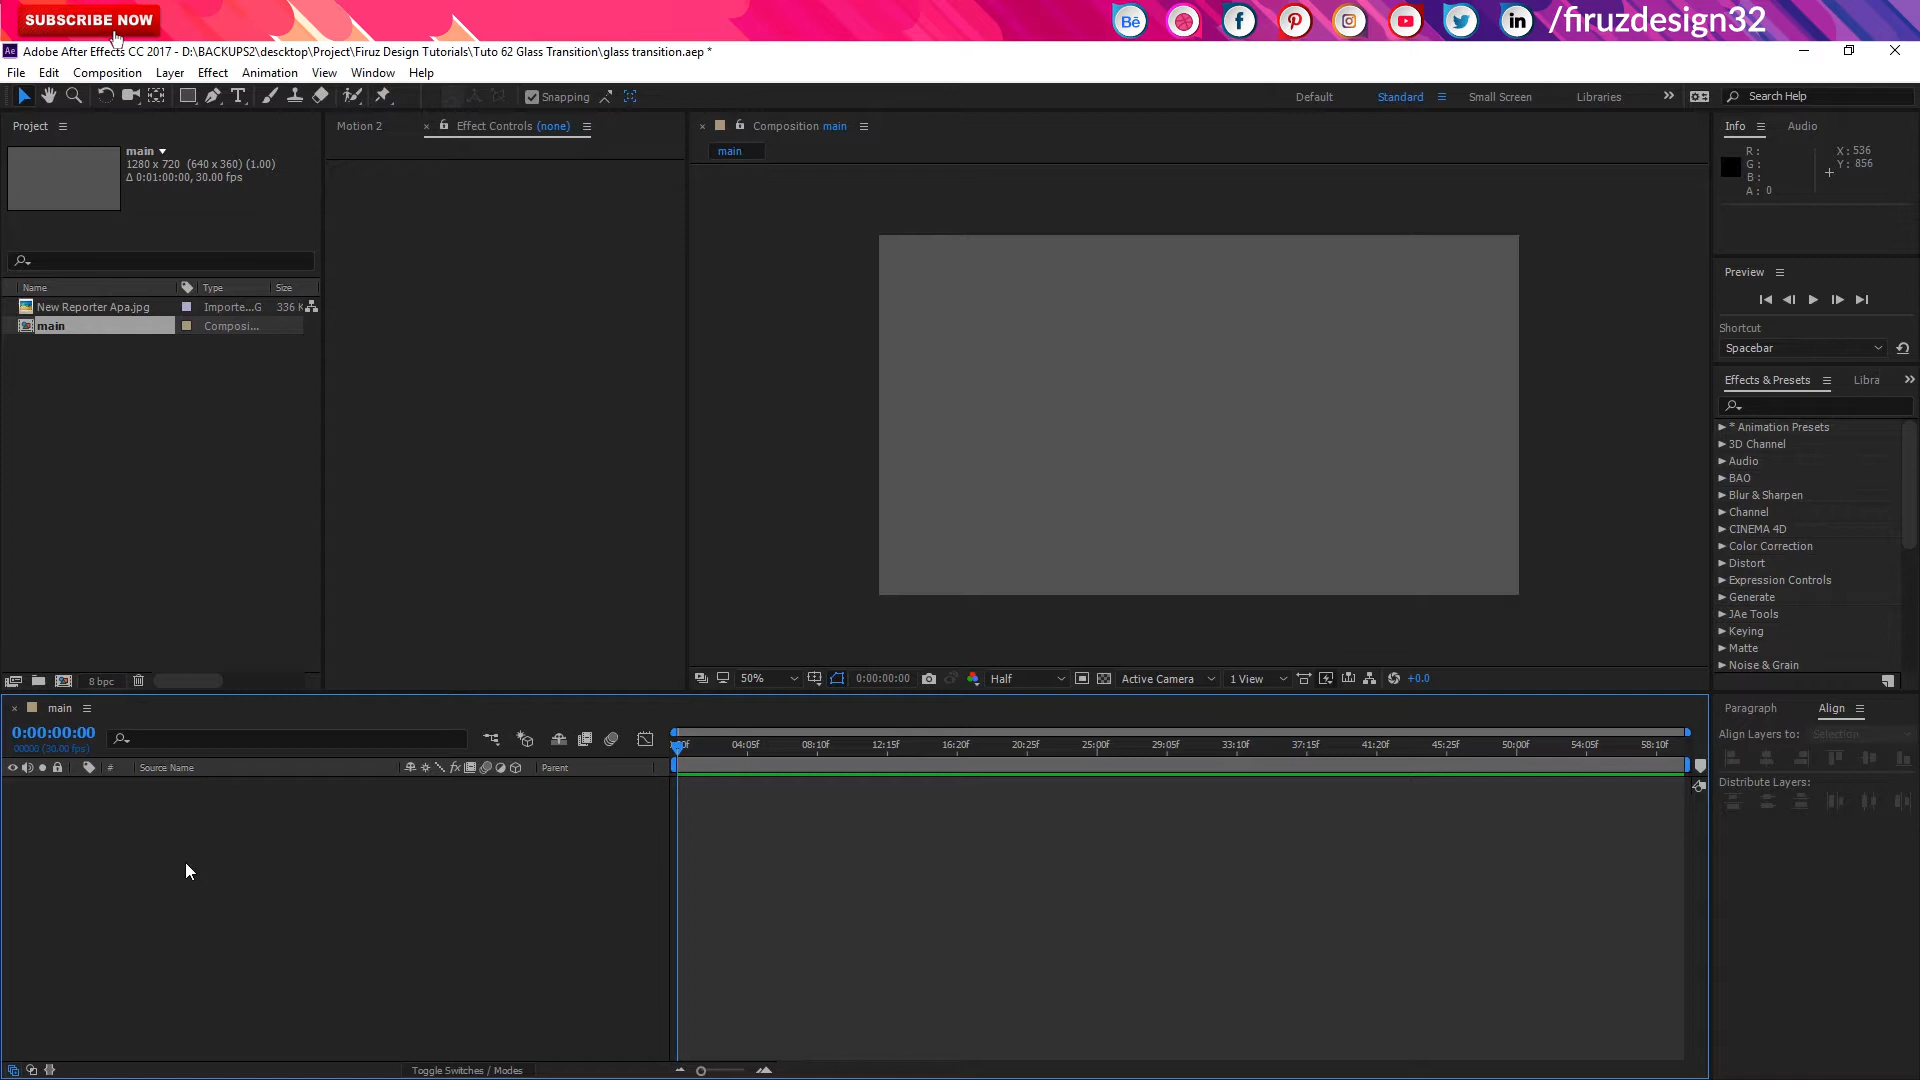 SUBSCRIBE NOW
/firuzdesign32
Adobe After Effects CC 2017 - D:\BACKUPS2\descktop\Project\Firuz Design Tutorials\Tuto 62 Glass Transition\glass transition.aep *
File Edit Composition Layer Effect Animation View Window Help
Snapping Default Standard Small Screen Libraries Search Help
Project Motion 2 Effect Controls (none) Composition main Info Audio
main
1280 x 720 (640 x 360) (1.00)
Δ 0:01:00:00, 30.00 fps
main
R: X: 536
G: Y: 856
B:
A: 0
Preview
Shortcut
Spacebar
Name Type Size
New Reporter Apa.jpg Importe...G 336 K
main Composi...
Effects & Presets Libra
* Animation Presets
3D Channel
Audio
BAO
Blur & Sharpen
Channel
CINEMA 4D
Color Correction
Distort
Expression Controls
Generate
JAe Tools
Keying
Matte
Noise & Grain
8 bpc 50% 0:00:00:00 Half Active Camera 1 View +0.0
main Paragraph Align
0:00:00:00
00000 (30.00 fps)
04:05f 08:10f 12:15f 16:20f 20:25f 25:00f 29:05f 33:10f 37:15f 41:20f 45:25f 50:00f 54:05f 58:10f
Align Layers to: Selection
# Source Name Parent
Distribute Layers:
Toggle Switches / Modes